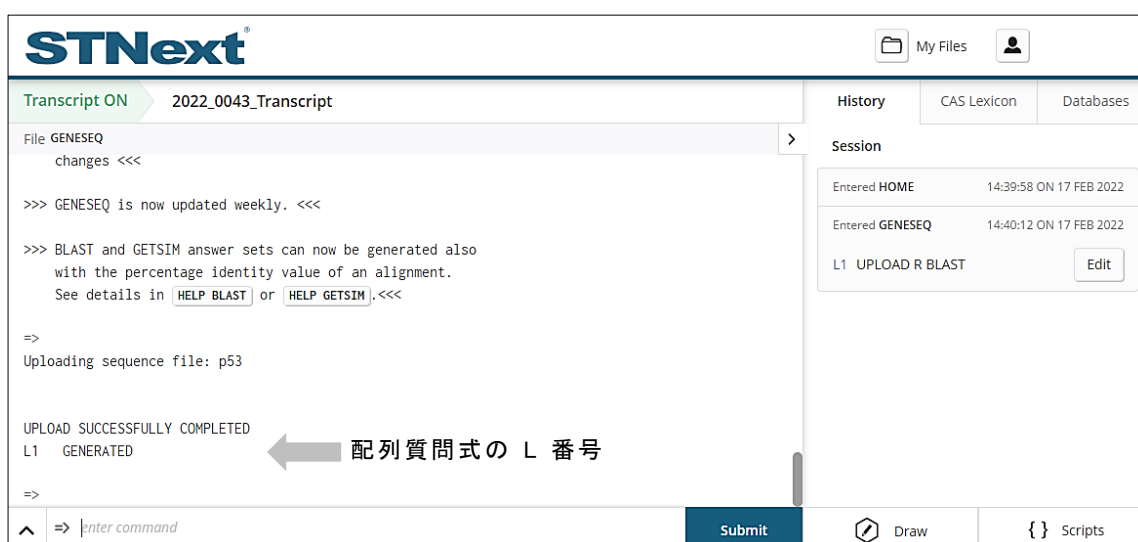 STNext®
My Files
Transcript ON
2022_0043_Transcript
History
CAS Lexicon
Databases
File GENESEQ
changes <<<
>>> GENESEQ is now updated weekly. <<<
>>> BLAST and GETSIM answer sets can now be generated also
with the percentage identity value of an alignment.
See details in HELP BLAST or HELP GETSIM.<<<
=>
Uploading sequence file: p53
UPLOAD SUCCESSFULLY COMPLETED
L1 GENERATED
配列質問式の L 番号
=>
Session
Entered HOME 14:39:58 ON 17 FEB 2022
Entered GENESEQ 14:40:12 ON 17 FEB 2022
L1 UPLOAD R BLAST Edit
=> enter command
Submit
Draw
{ } Scripts